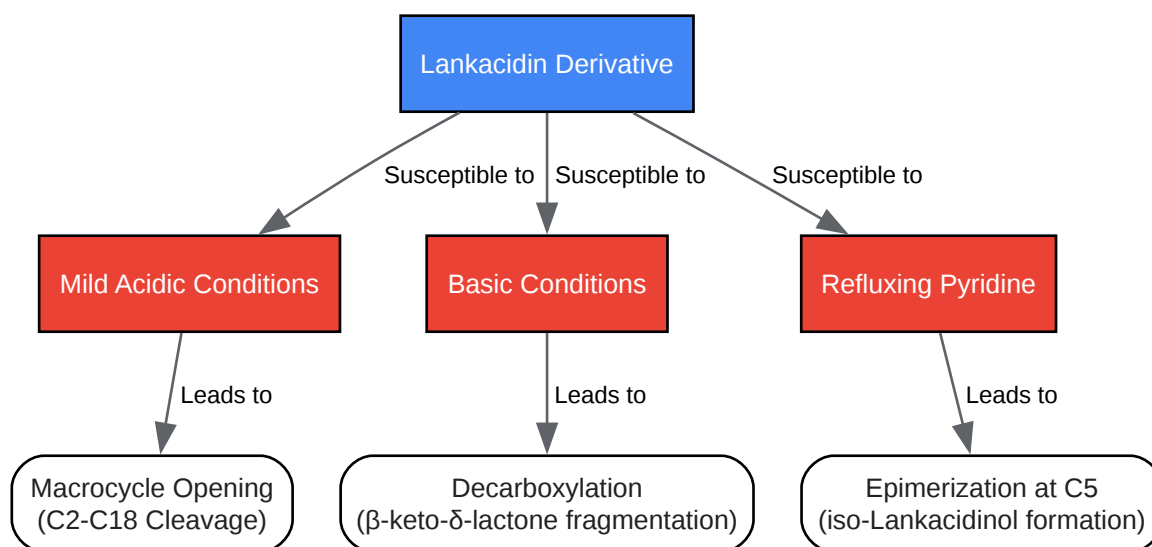 Lankacidin Derivative
Susceptible to
Susceptible to
Susceptible to
Mild Acidic Conditions
Basic Conditions
Refluxing Pyridine
Leads to
Leads to
Leads to
Macrocycle Opening
(C2-C18 Cleavage)
Decarboxylation
(β-keto-δ-lactone fragmentation)
Epimerization at C5
(iso-Lankacidinol formation)